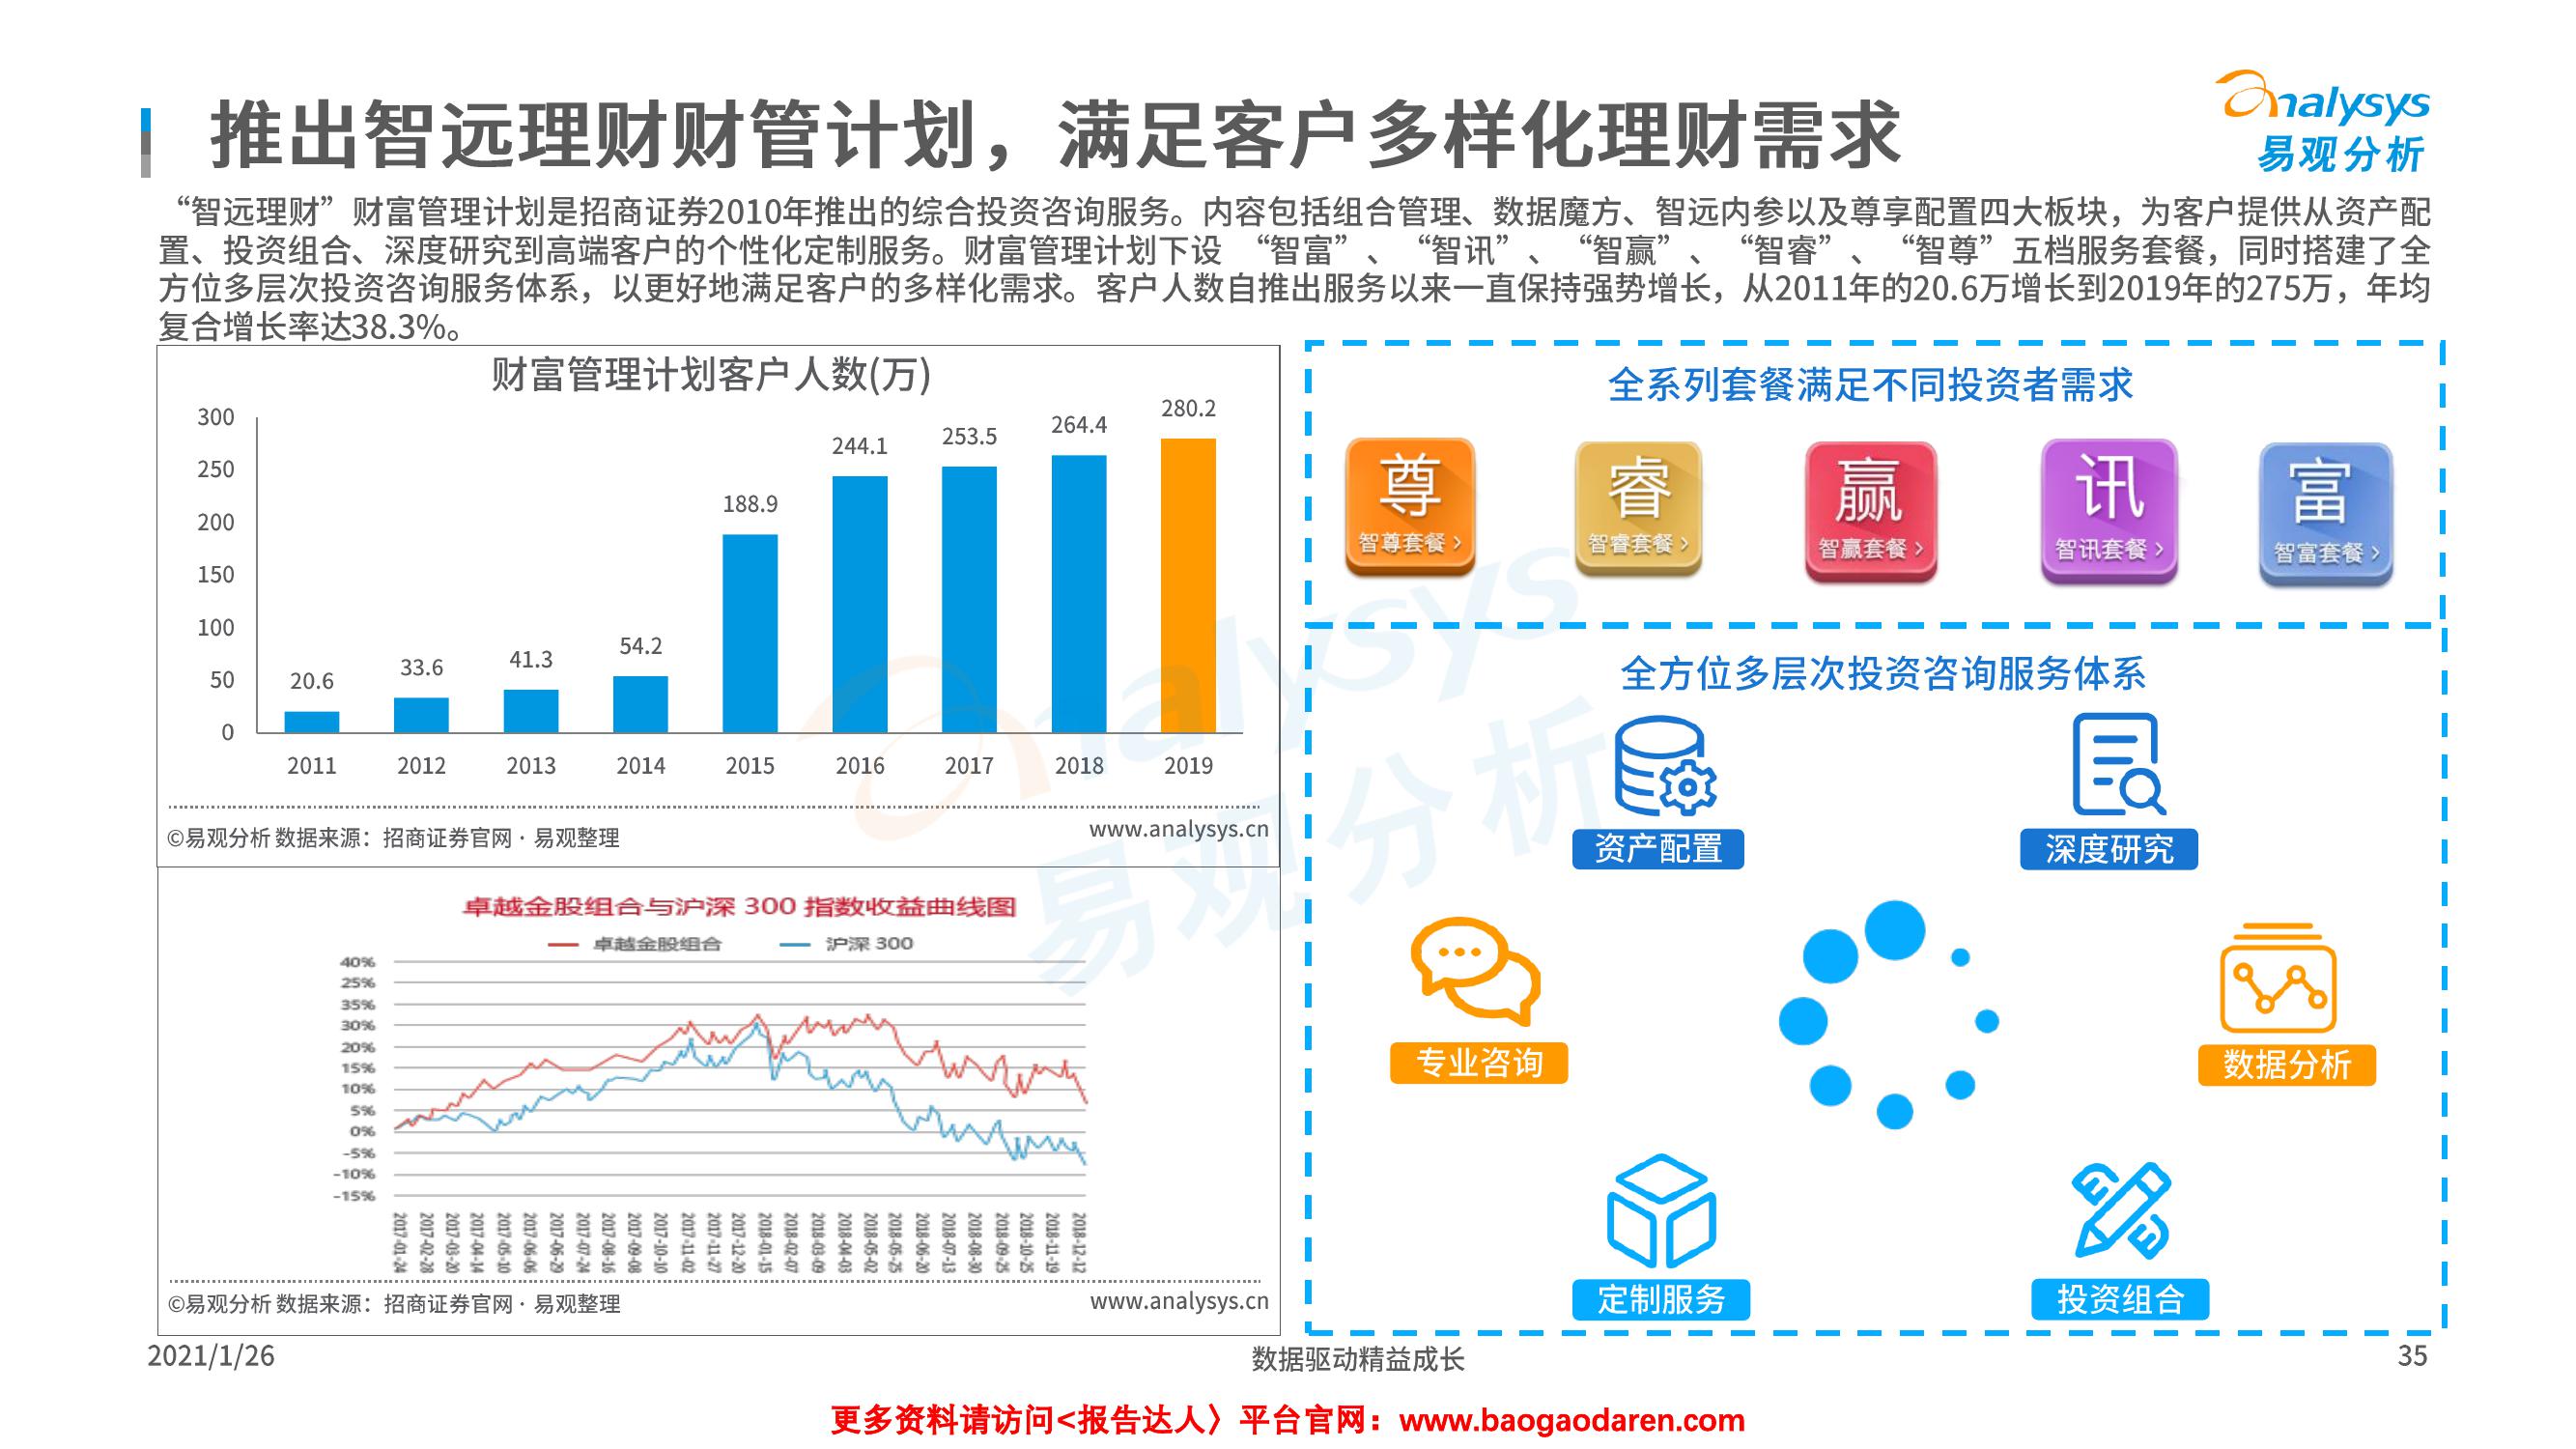 推出智远理财财管计划，满足客户多样化理财需求
analysys
易观分析
“智远理财”财富管理计划是招商证券2010年推出的综合投资咨询服务。内容包括组合管理、数据魔方、智远内参以及尊享配置四大板块，为客户提供从资产配
置、投资组合、深度研究到高端客户的个性化定制服务。财富管理计划下设 “智富”、 “智讯”、 “智赢”、 “智睿”、 “智尊”五档服务套餐，同时搭建了全
方位多层次投资咨询服务体系，以更好地满足客户的多样化需求。客户人数自推出服务以来一直保持强势增长，从2011年的20.6万增长到2019年的275万，年均
复合增长率达38.3%。
财富管理计划客户人数(万)
300
250
200
150
100
50
0
20.6
33.6
41.3
54.2
188.9
244.1
253.5
264.4
280.2
2011 2012 2013 2014 2015 2016 2017 2018 2019
©易观分析 数据来源：招商证券官网 · 易观整理
www.analysys.cn
卓越金股组合与沪深 300 指数收益曲线图
卓越金股组合 沪深 300
40%
25%
35%
30%
20%
15%
10%
5%
0%
-5%
-10%
-15%
2017-01-24
2017-02-28
2017-03-20
2017-04-14
2017-05-10
2017-06-06
2017-06-29
2017-07-24
2017-08-16
2017-09-08
2017-10-10
2017-11-02
2017-11-27
2017-12-20
2018-01-15
2018-02-07
2018-03-09
2018-04-03
2018-05-02
2018-05-25
2018-06-20
2018-07-13
2018-08-30
2018-09-25
2018-10-25
2018-11-19
2018-12-12
©易观分析 数据来源：招商证券官网 · 易观整理
www.analysys.cn
全系列套餐满足不同投资者需求
尊
智尊套餐 >
睿
智睿套餐 >
赢
智赢套餐 >
讯
智讯套餐 >
富
智富套餐 >
全方位多层次投资咨询服务体系
资产配置
深度研究
专业咨询
数据分析
定制服务
投资组合
analysys
易观分析
2021/1/26
数据驱动精益成长
35
更多资料请访问<报告达人〉平台官网：www.baogaodaren.com